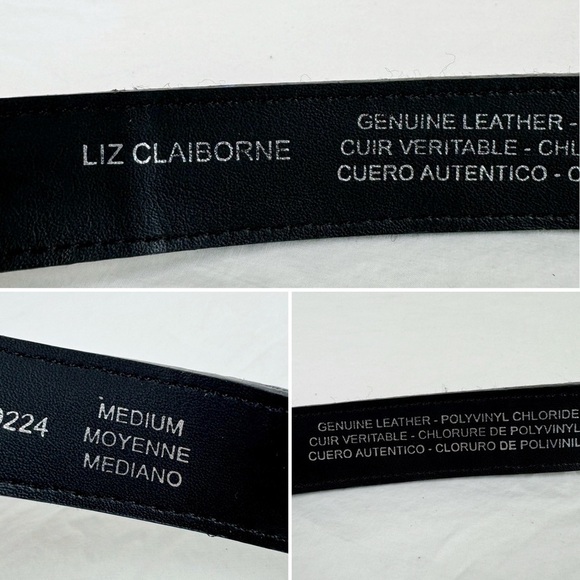 LIZ CLAIBORNE
GENUINE LEATHER -
CUIR VERITABLE - CHL
CUERO AUTENTICO - C
9224
MEDIUM
MOYENNE
MEDIANO
GENUINE LEATHER - POLYVINYL CHLORIDE
CUIR VERITABLE - CHLORURE DE POLYVINYL
CUERO AUTENTICO - CLORURO DE POLIVINIL